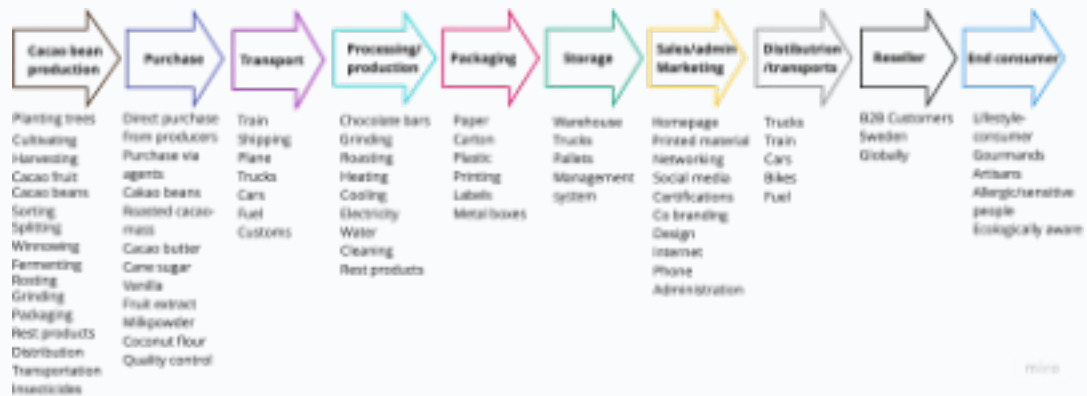 Cacao bean
production
Purchase
Transport
Processing/
production
Packaging
Storage
Sales/admin
Marketing
Distibutrion
/transports
Reseller
End consumer
Planting trees
Cultivating
Harvesting
Cacao fruit
Cacao beans
Sorting
Splitting
Winnowing
Fermenting
Rosting
Grinding
Packaging
Rest products
Distribution
Transportation
Insecticides
Direct purchase
from producers
Purchase via
agents
Cakao beans
Roasted cacao-
mass
Cacao butter
Cane sugar
Vanilla
Fruit extract
Milkpowder
Coconut flour
Quality control
Train
Shipping
Plane
Trucks
Cars
Fuel
Customs
Chocolate bars
Grinding
Roasting
Heating
Cooling
Electricity
Water
Cleaning
Rest products
Paper
Carton
Plastic
Printing
Labels
Metal boxes
Warehouse
Trucks
Pallets
Management
system
Homepage
Printed material
Networking
Social media
Certifications
Co branding
Design
Internet
Phone
Administration
Trucks
Train
Cars
Bikes
Fuel
B2B Customers
Sweden
Globally
Lifestyle-
consumer
Gourmands
Artisans
Allergic/sensitive
people
Ecologically aware
miro